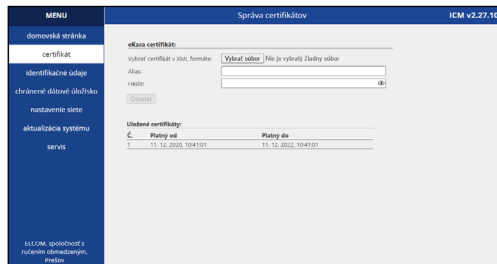 MENU
Správa certifikátov
ICM v2.27.10
domovská stránka
certifikát
identifikačné údaje
chránené dátové úložisko
nastavenie siete
aktualizácia systému
servis
eKasa certifikát:
Vybrať certifikát v XML formáte: Vybrať súbor Nie je vybratý žiadny súbor
Alias:
Heslo:
Odoslať
Uložené certifikáty:
Č. Platný od Platný do
1 11. 12. 2020, 10:41:01 11. 12. 2022, 10:41:01
ELCOM, spoločnosť s
ručením obmedzeným,
Prešov